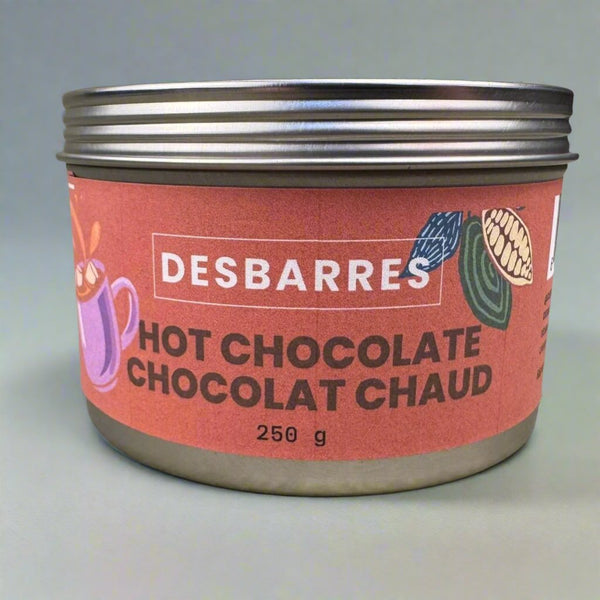 DESBARRES
HOT CHOCOLATE
CHOCOLAT CHAUD
250 g